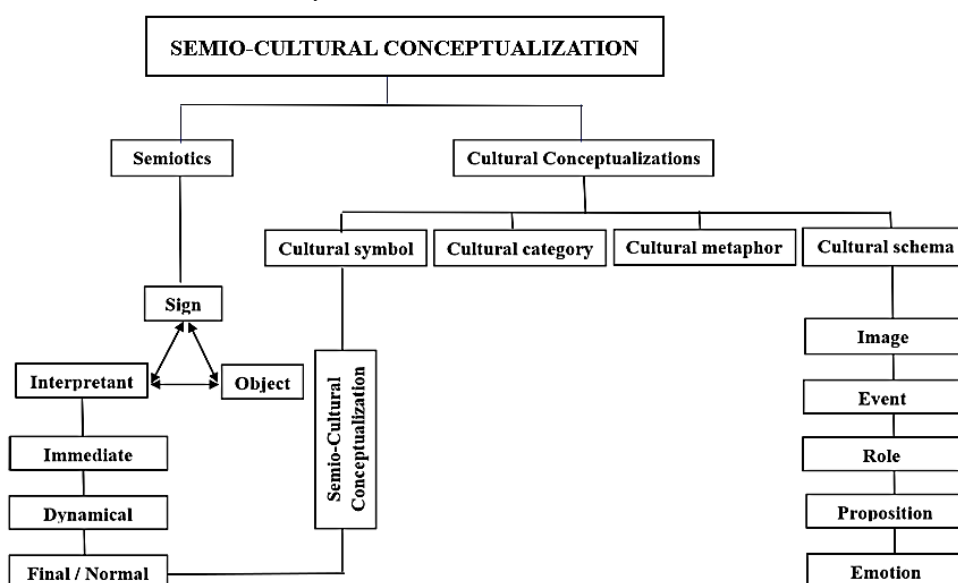 SEMIO-CULTURAL CONCEPTUALIZATION
Semiotics
Cultural Conceptualizations
Cultural symbol
Cultural category
Cultural metaphor
Cultural schema
Sign
Interpretant
Object
Immediate
Dynamical
Final / Normal
Semio-Cultural
Conceptualization
Image
Event
Role
Proposition
Emotion